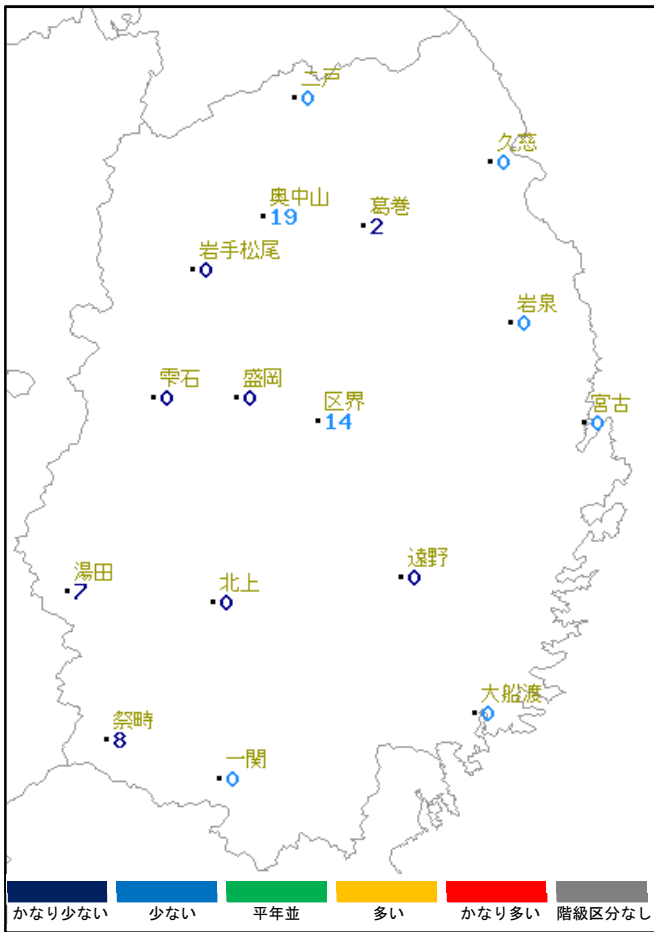 二戸
0
久慈
0
奥中山
19
葛巻
2
岩手松尾
0
岩泉
0
雫石
0
盛岡
0
区界
14
宮古
0
湯田
7
北上
0
遠野
0
大船渡
0
祭畤
8
一関
0
かなり少ない 少ない 平年並 多い かなり多い 階級区分なし